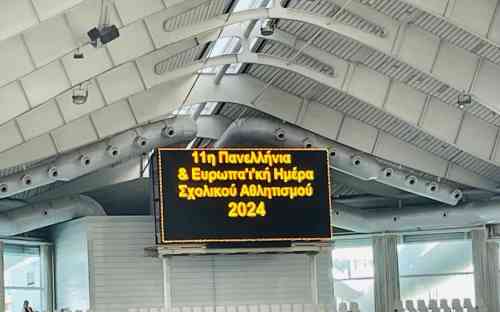 11η Πανελλήνια
& Ευρωπα'ι'κή Ημέρα
Σχολικού Αθλητισμού
2024